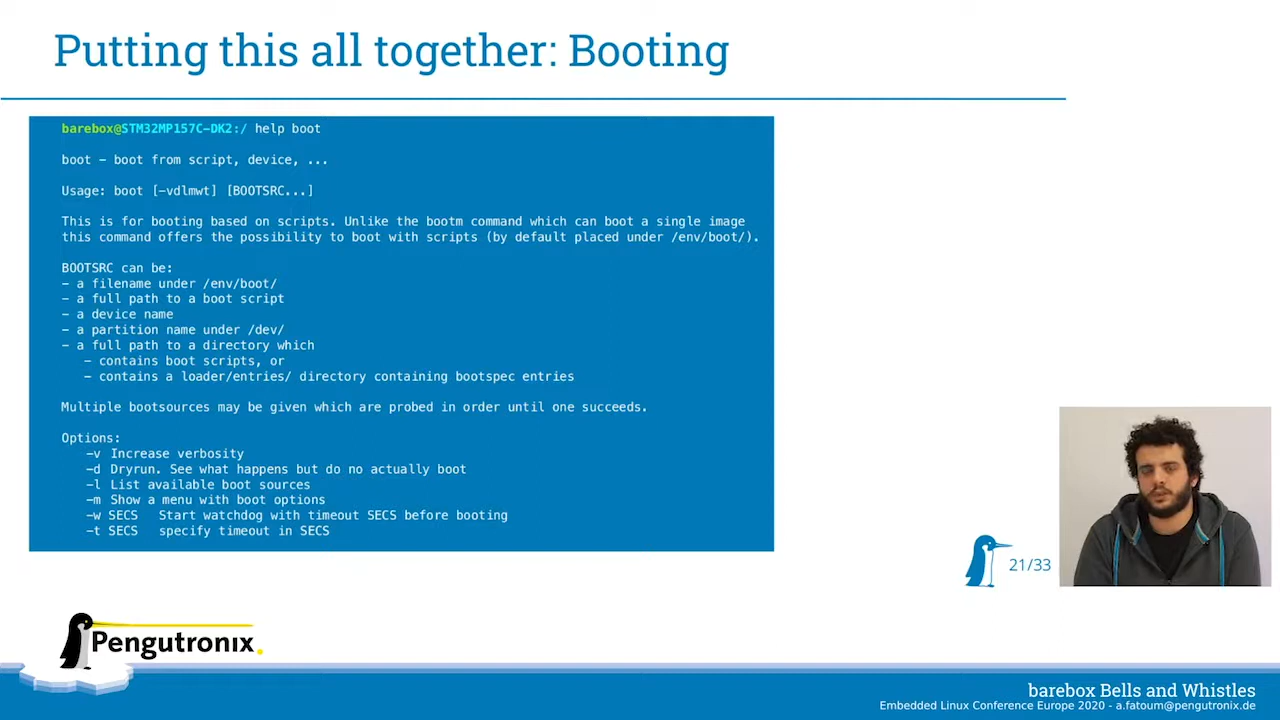 Putting this all together: Booting
barebox@STM32MP157C-DK2:/ help boot
boot - boot from script, device, ...
Usage: boot [-vdlmwt] [BOOTSRC...]
This is for booting based on scripts. Unlike the bootm command which can boot a single image
this command offers the possibility to boot with scripts (by default placed under /env/boot/).
BOOTSRC can be:
- a filename under /env/boot/
- a full path to a boot script
- a device name
- a partition name under /dev/
- a full path to a directory which
- contains boot scripts, or
- contains a loader/entries/ directory containing bootspec entries
Multiple bootsources may be given which are probed in order until one succeeds.
Options:
-v Increase verbosity
-d Dryrun. See what happens but do no actually boot
-l List available boot sources
-m Show a menu with boot options
-w SECS Start watchdog with timeout SECS before booting
-t SECS specify timeout in SECS
21/33
Pengutronix.
barebox Bells and Whistles
Embedded Linux Conference Europe 2020 - a.fatoum@pengutronix.de